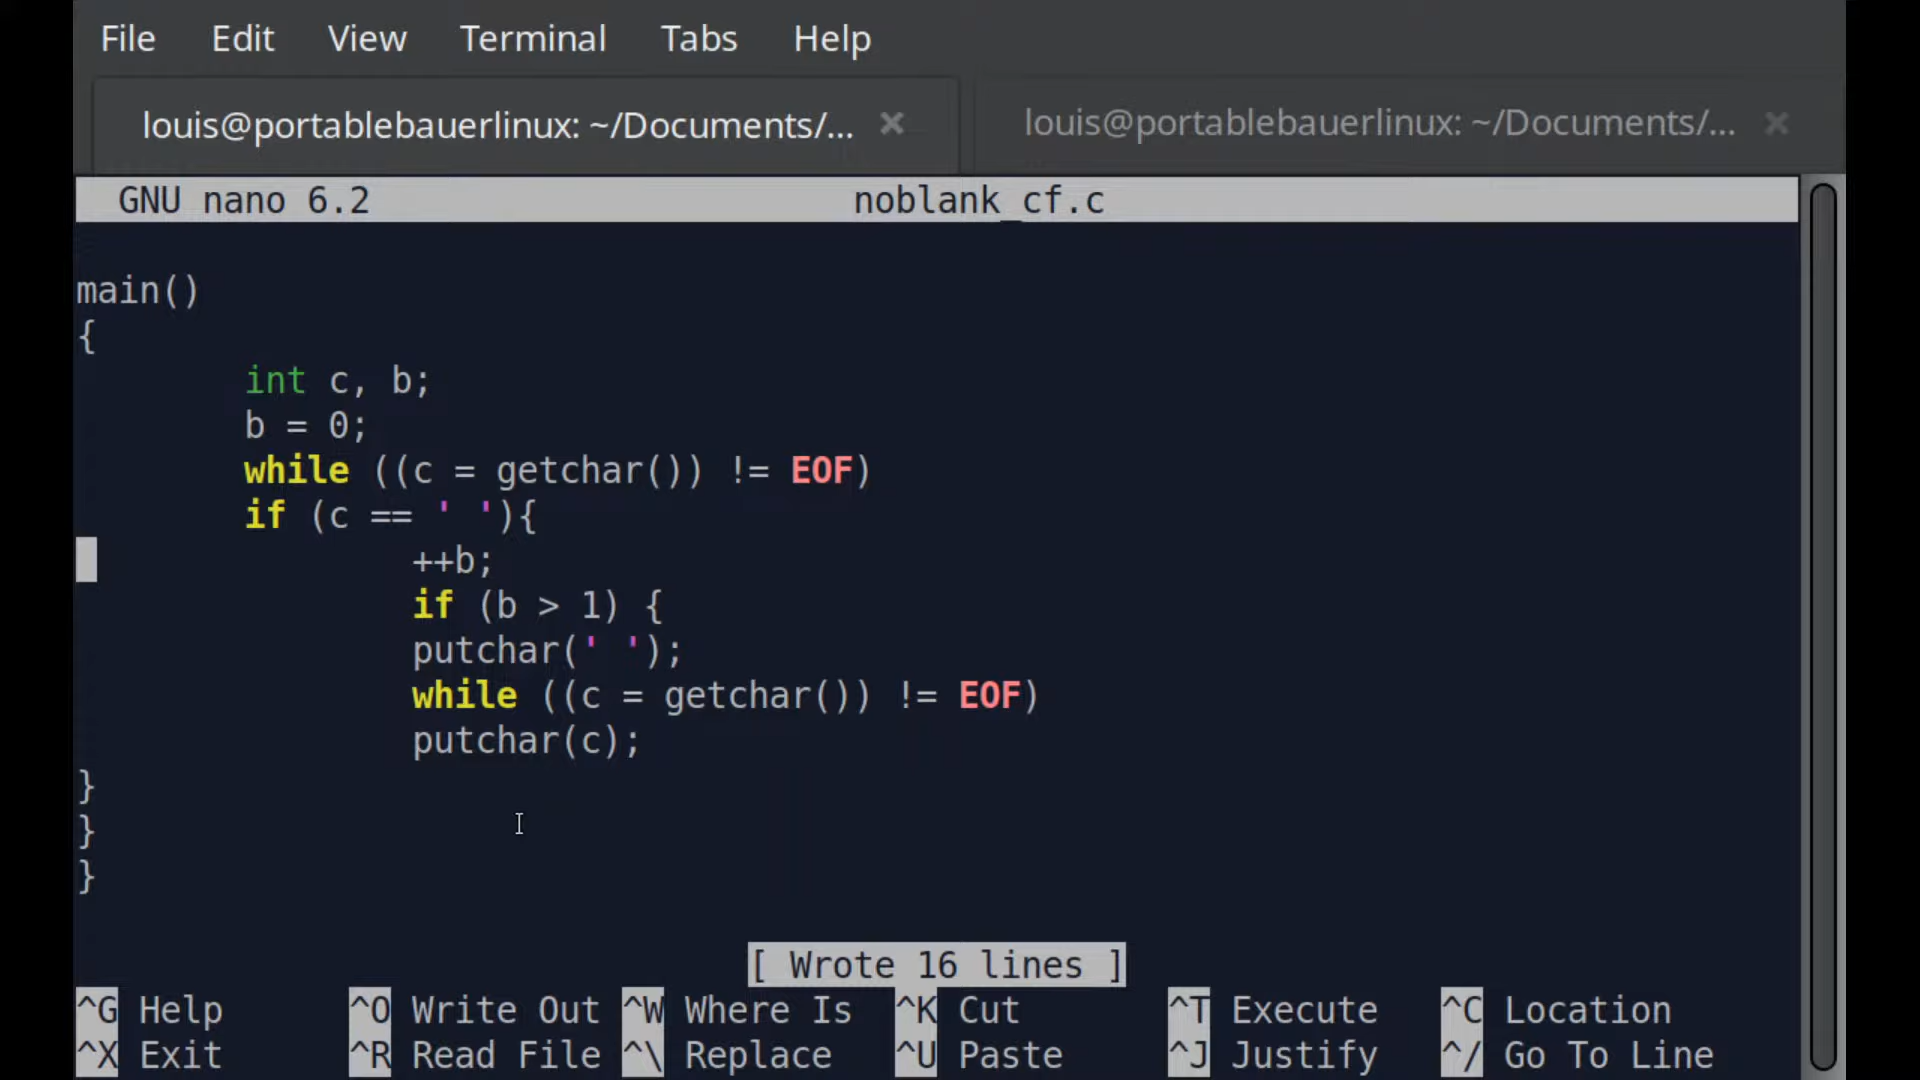 File Edit View Terminal Tabs Help
louis@portablebauerlinux: ~/Documents/... × louis@portablebauerlinux: ~/Documents/... ×
GNU nano 6.2 noblank_cf.c
main()
{
int c, b;
b = 0;
while ((c = getchar()) != EOF)
if (c == ' '){
++b;
if (b > 1) {
putchar(' ');
while ((c = getchar()) != EOF)
putchar(c);
}
}
}
[ Wrote 16 lines ]
^G Help ^O Write Out ^W Where Is ^K Cut ^T Execute ^C Location
^X Exit ^R Read File ^\ Replace ^U Paste ^J Justify ^/ Go To Line